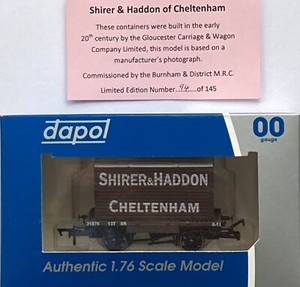 Shirer & Haddon of Cheltenham
These containers were built in the early
20th century by the Gloucester Carriage & Wagon
Company Limited, this model is based on a
manufacturer's photograph.
Commissioned by the Burnham & District M.R.C.
Limited Edition Number 94 of 145
dapol
00
gauge
SHIRER & HADDON
CHELTENHAM
Authentic 1.76 Scale Model